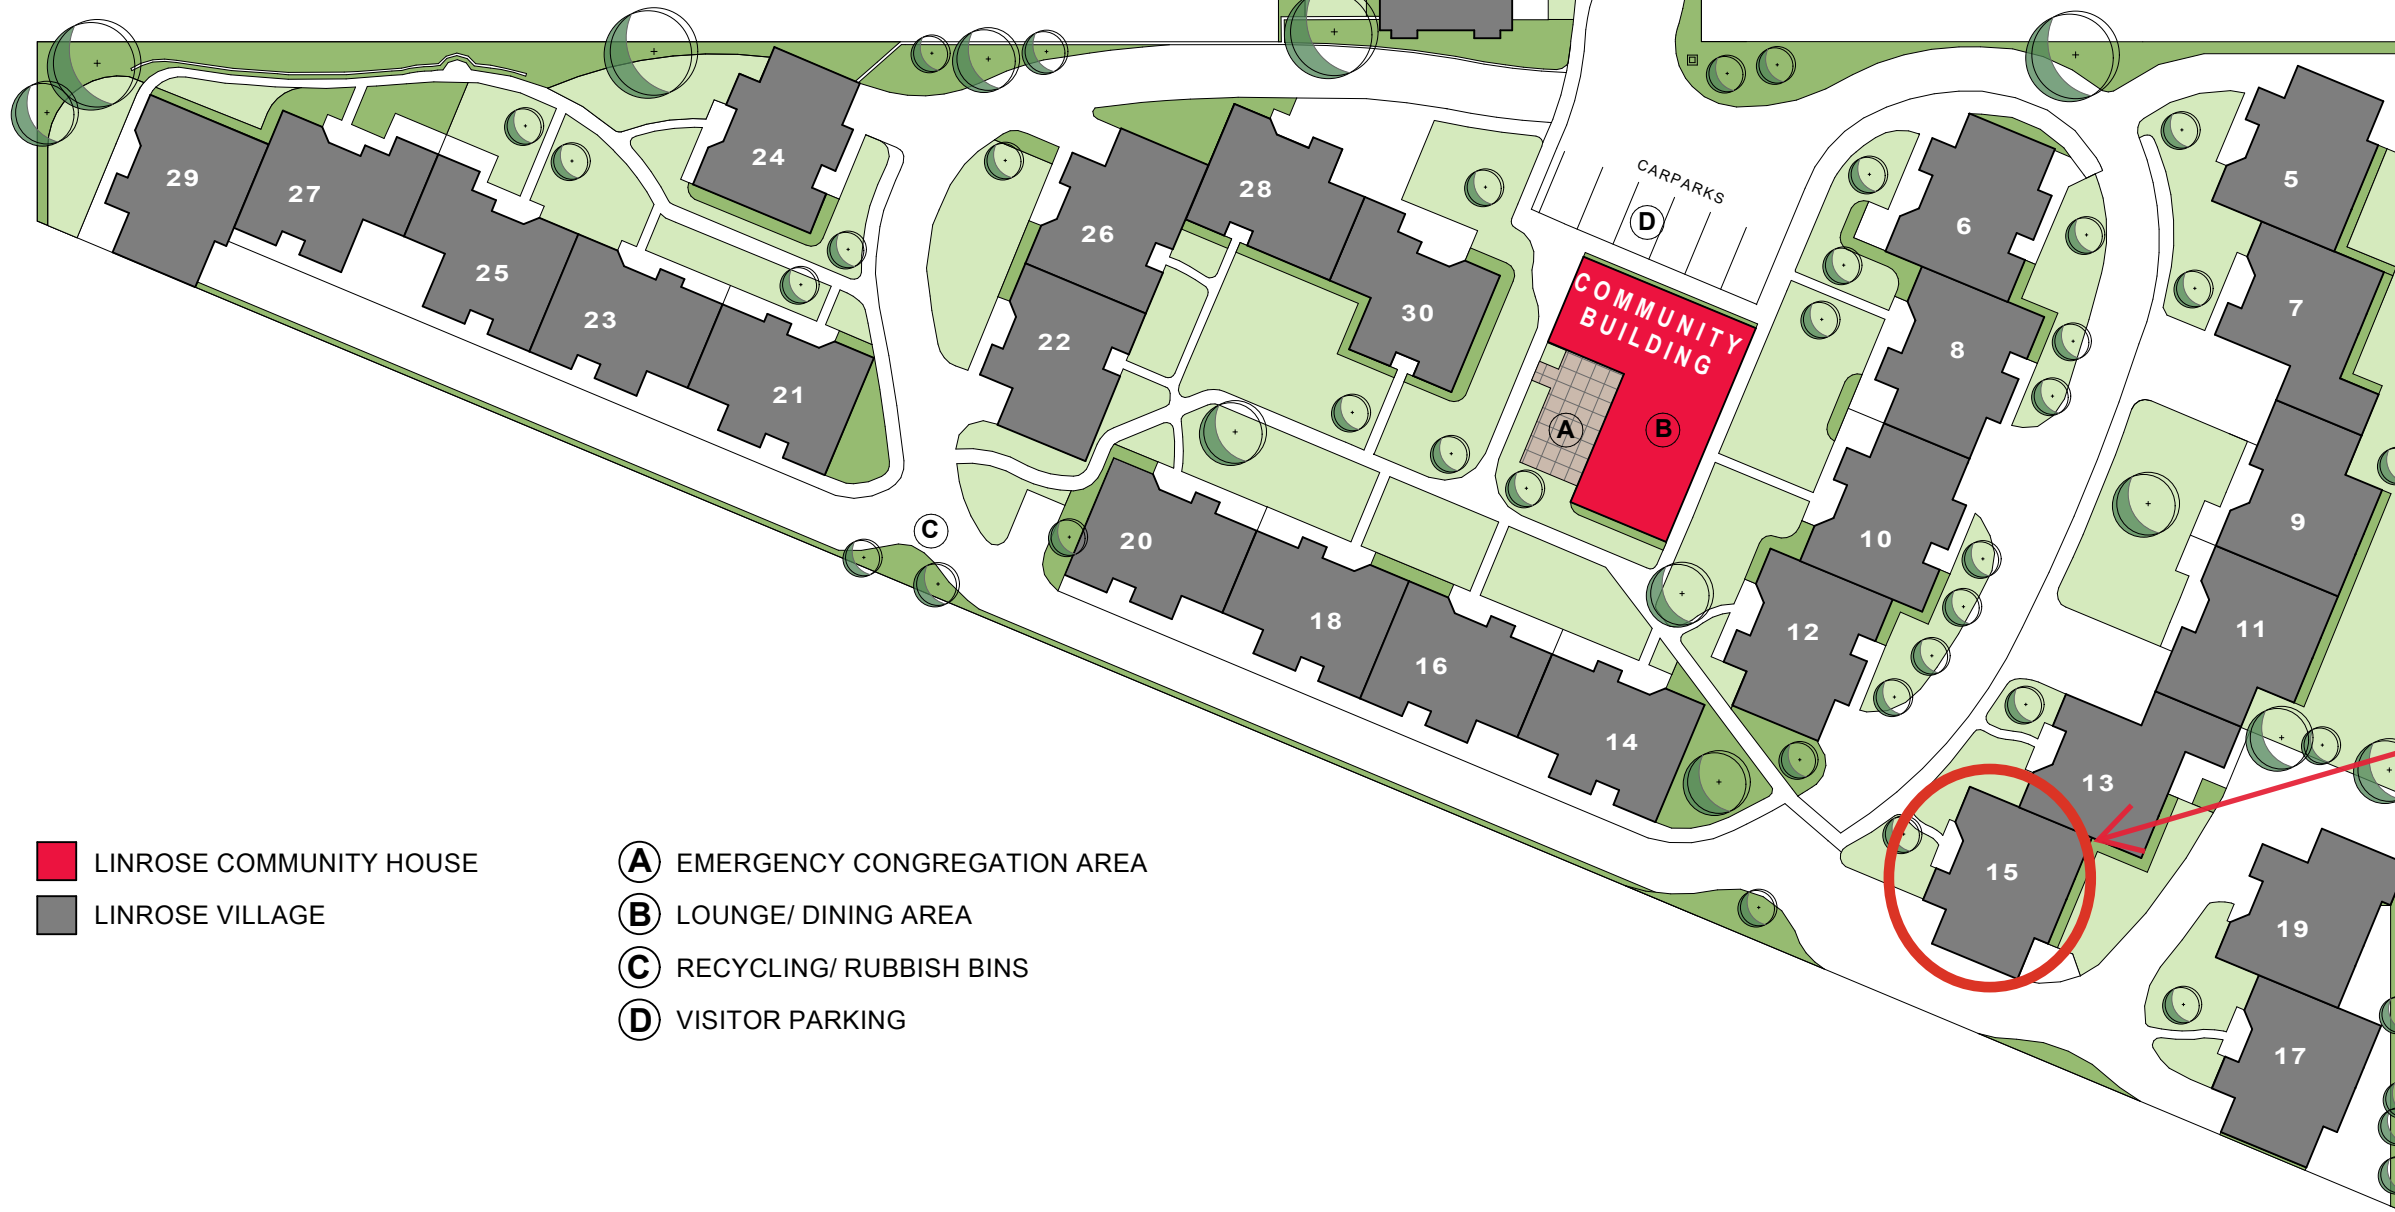 24
29
27
25
23
21
26
28
22
30
20
18
16
14
CARPARKS
D
COMMUNITY
BUILDING
A
B
C
6
8
10
12
5
7
9
11
13
15
19
17
LINROSE COMMUNITY HOUSE
LINROSE VILLAGE
A EMERGENCY CONGREGATION AREA
B LOUNGE/ DINING AREA
C RECYCLING/ RUBBISH BINS
D VISITOR PARKING